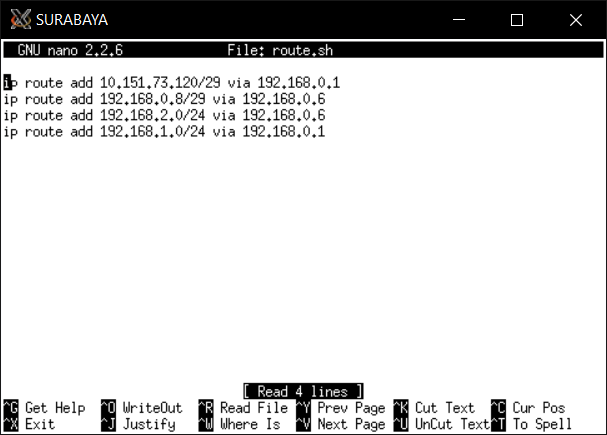 SURABAYA
GNU nano 2.2.6 File: route.sh
ip route add 10.151.73.120/29 via 192.168.0.1
ip route add 192.168.0.8/29 via 192.168.0.6
ip route add 192.168.2.0/24 via 192.168.0.6
ip route add 192.168.1.0/24 via 192.168.0.1
[ Read 4 lines ]
^G Get Help ^O WriteOut ^R Read File ^Y Prev Page ^K Cut Text ^C Cur Pos
^X Exit ^J Justify ^W Where Is ^V Next Page ^U UnCut Text ^T To Spell